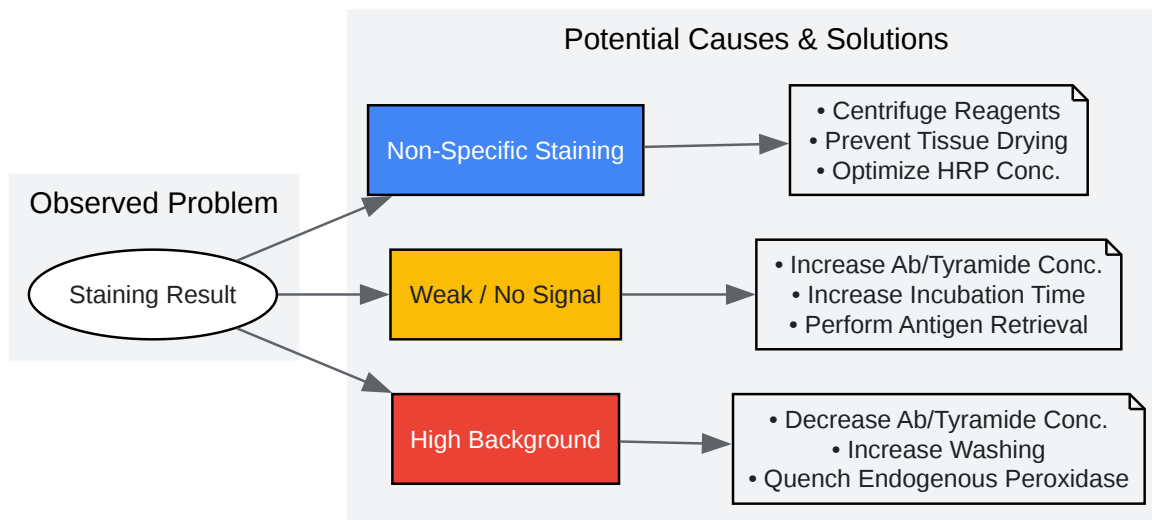 Potential Causes & Solutions
Observed Problem
Staining Result
Non-Specific Staining
• Centrifuge Reagents
• Prevent Tissue Drying
• Optimize HRP Conc.
Weak / No Signal
• Increase Ab/Tyramide Conc.
• Increase Incubation Time
• Perform Antigen Retrieval
High Background
• Decrease Ab/Tyramide Conc.
• Increase Washing
• Quench Endogenous Peroxidase